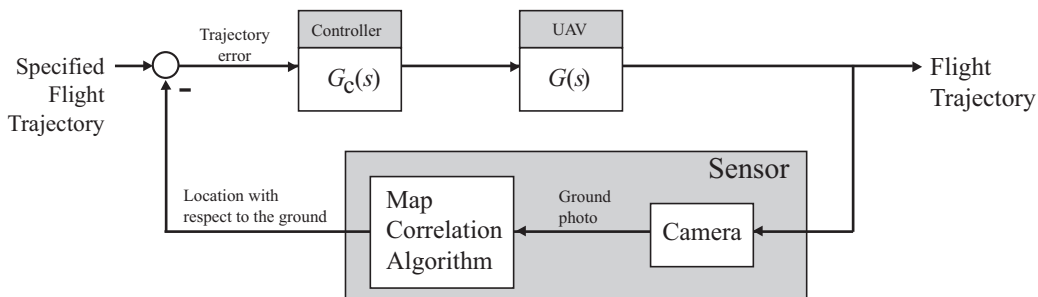 Controller
UAV
Trajectory
error
Specified
Flight
Trajectory
G_c(s)
G(s)
Flight
Trajectory
–
Sensor
Location with
respect to the ground
Map
Correlation
Algorithm
Ground
photo
Camera